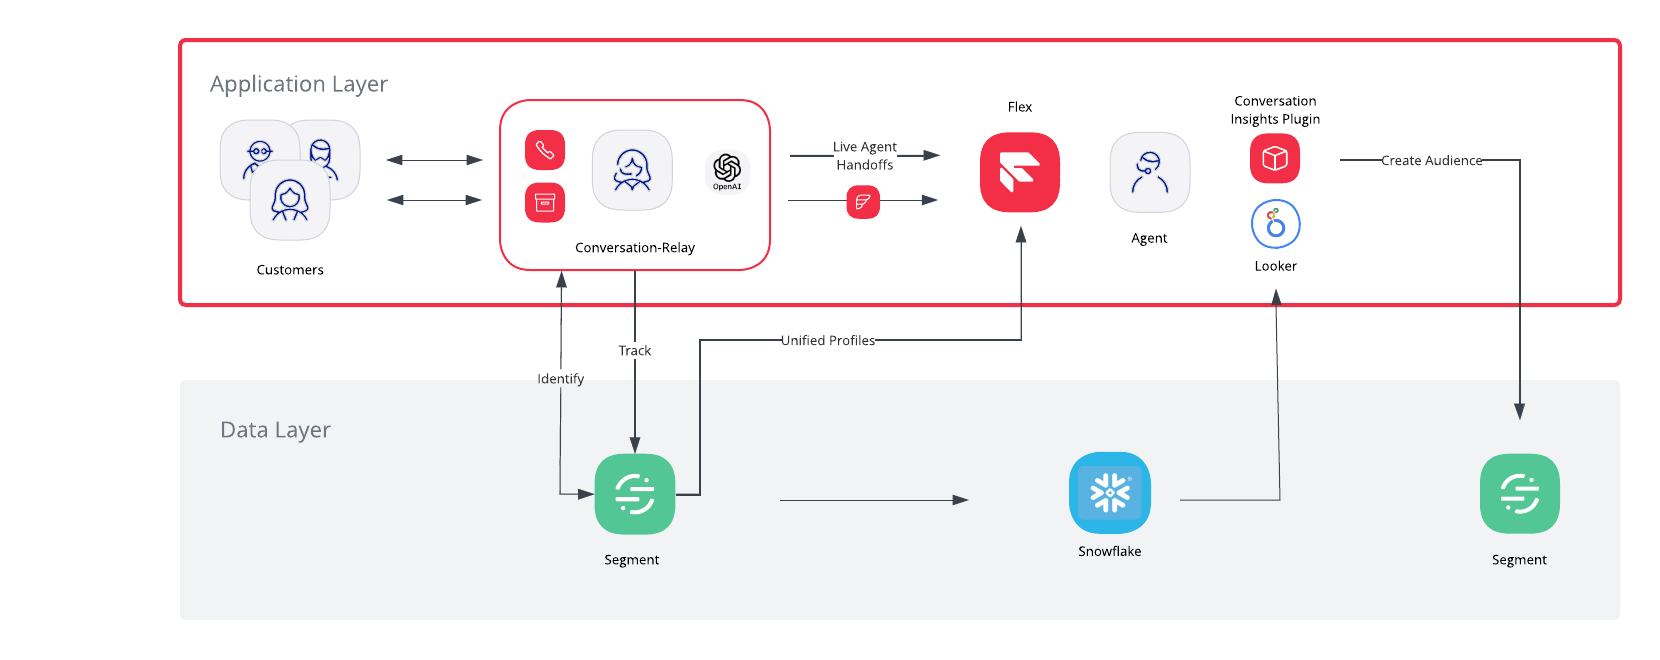 Application Layer
Customers
OpenAI
Conversation-Relay
Live Agent
Handoffs
Flex
Agent
Conversation
Insights Plugin
Looker
Create Audience
Identify
Track
Unified Profiles
Data Layer
Segment
Snowflake
Segment